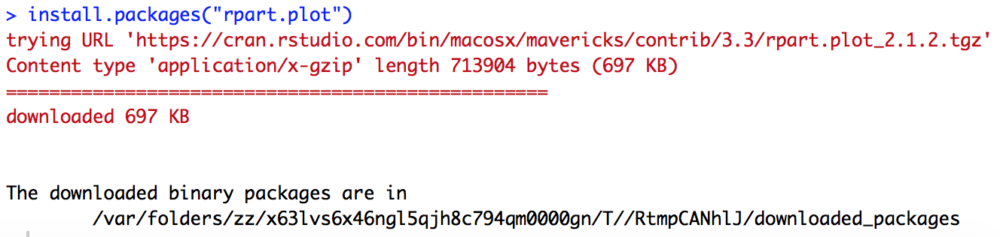 > install.packages("rpart.plot")
trying URL 'https://cran.rstudio.com/bin/macosx/mavericks/contrib/3.3/rpart.plot_2.1.2.tgz'
Content type 'application/x-gzip' length 713904 bytes (697 KB)
==================================================
downloaded 697 KB
The downloaded binary packages are in
/var/folders/zz/x63lvs6x46ngl5qjh8c794qm0000gn/T//RtmpCANhlJ/downloaded_packages